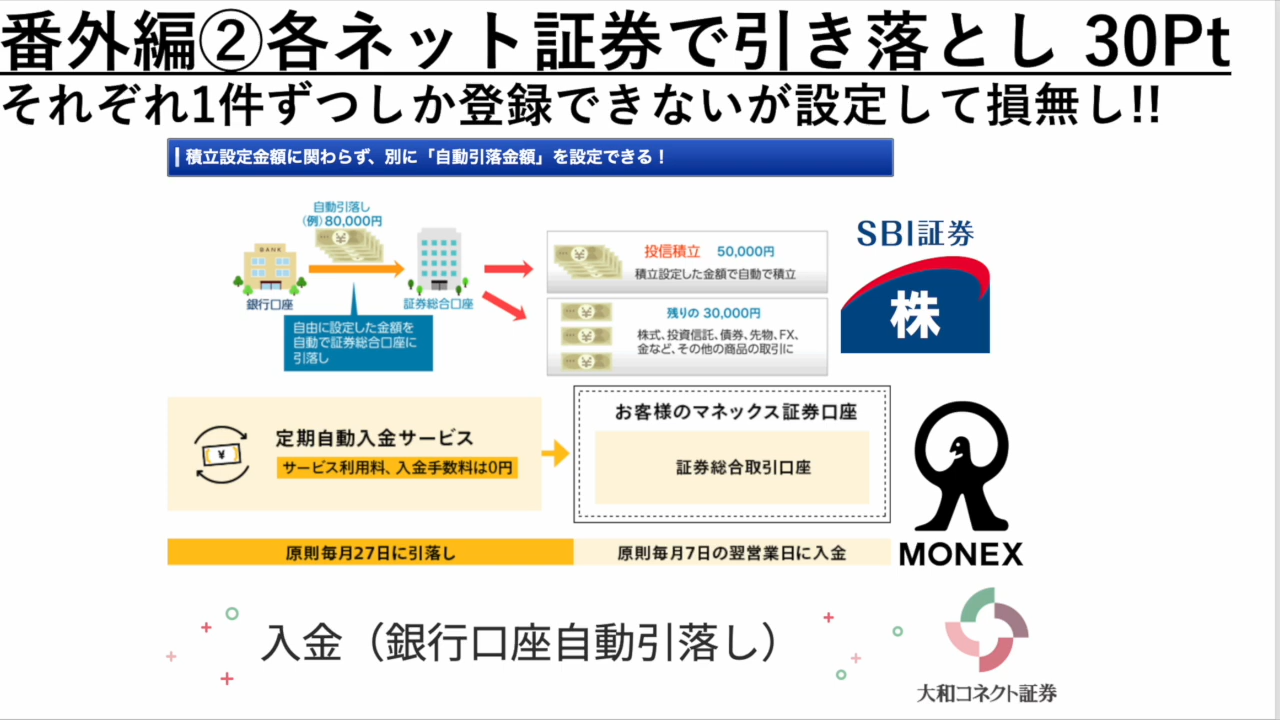 番外編②各ネット証券で引き落とし 30Pt
それぞれ1件ずつしか登録できないが設定して損無し!!
積立設定金額に関わらず、別に「自動引落金額」を設定できる！
自動引落し
(例)80,000円
BANK
銀行口座
証券総合口座
自由に設定した金額を
自動で証券総合口座に
引落し
投信積立 50,000円
積立設定した金額で自動で積立
残りの 30,000円
株式、投資信託、債券、先物、FX、
金など、その他の商品の取引に
SBI証券
株
定期自動入金サービス
サービス利用料、入金手数料は0円
お客様のマネックス証券口座
証券総合取引口座
原則毎月27日に引落し
原則毎月7日の翌営業日に入金
MONEX
入金（銀行口座自動引落し）
大和コネクト証券